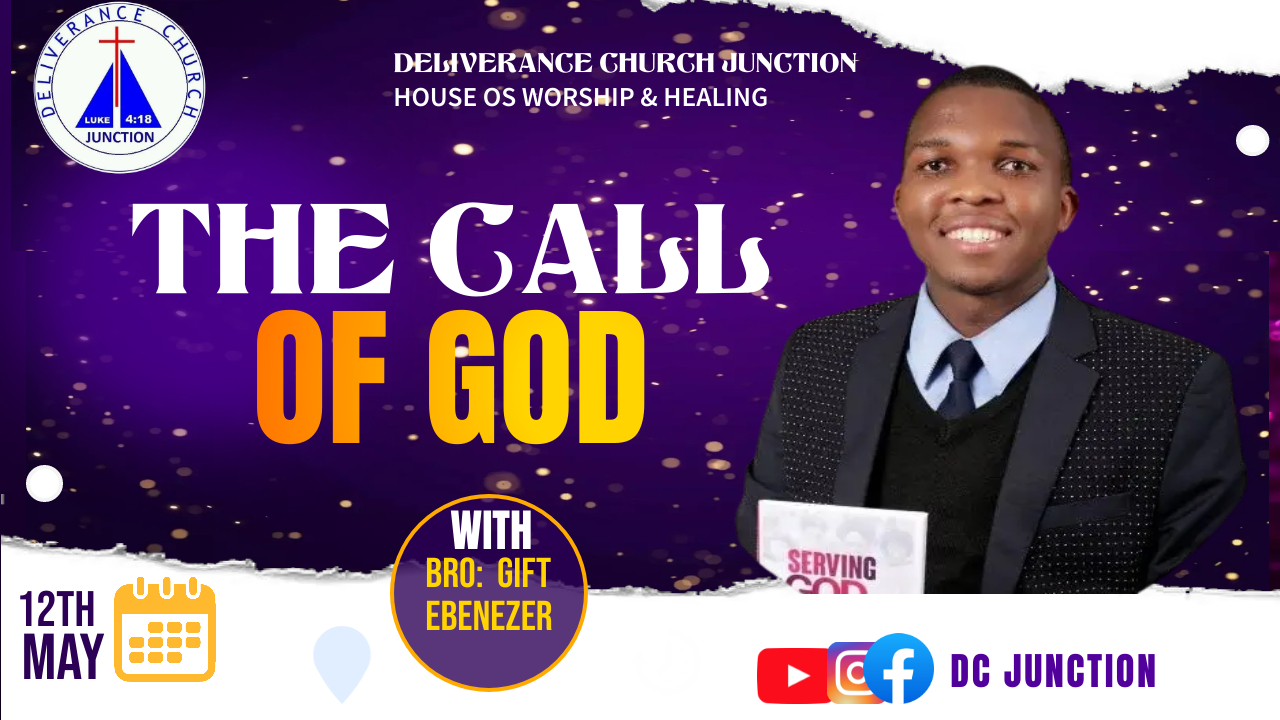 DELIVERANCE CHURCH
LUKE 4:18
JUNCTION
DELIVERANCE CHURCH JUNCTION
HOUSE OS WORSHIP & HEALING
THE CALL
OF GOD
SERVING
GOD
WITH
BRO: GIFT
EBENEZER
12TH
MAY
DC JUNCTION